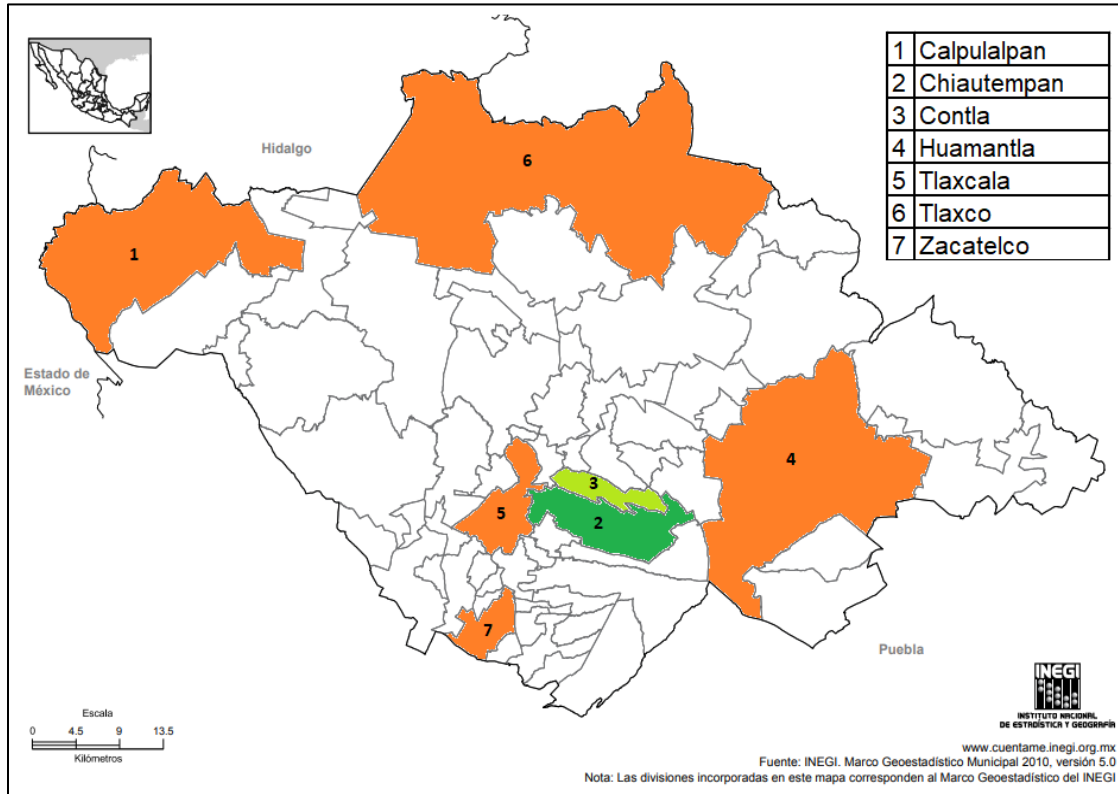 1 Calpulalpan
2 Chiautempan
3 Contla
4 Huamantla
5 Tlaxcala
6 Tlaxco
7 Zacatelco
Hidalgo
6
1
Estado de
México
4
3
5
2
7
Puebla
INEGI
INSTITUTO NACIONAL
DE ESTADÍSTICA Y GEOGRAFÍA
Escala
0 4.5 9 13.5
Kilómetros
www.cuentame.inegi.org.mx
Fuente: INEGI. Marco Geoestadístico Municipal 2010, versión 5.0
Nota: Las divisiones incorporadas en este mapa corresponden al Marco Geoestadístico del INEGI